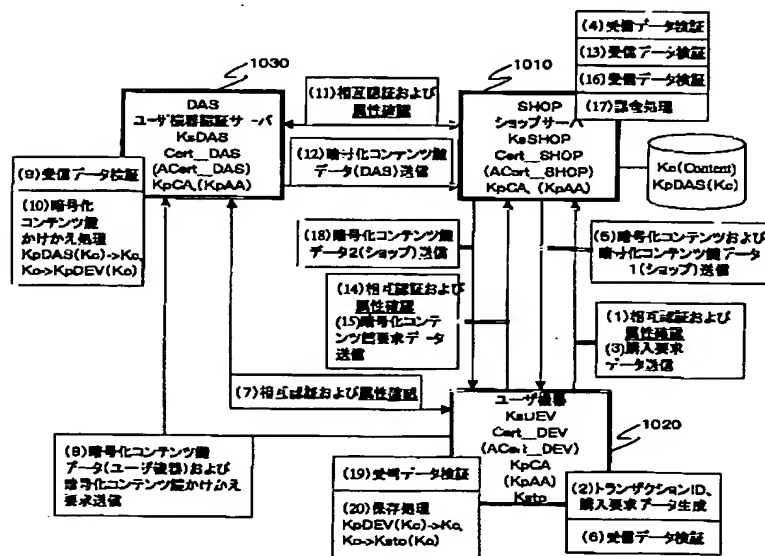 1030
DAS
ユーザ機器認証サーバ
KsDAS
Cert__DAS
(ACert__DAS)
KpCA, (KpAA)
(9)受信データ検証
(10)暗号化
コンテンツ鍵
かけかえ処理
KpDAS(Kc)->Kc,
Kc->KpDEV(Kc)
(11)相互認証および
属性確認
(12)暗号化コンテンツ鍵
データ(DAS)送信
1010
SHOP
ショップサーバ
KsSHOP
Cert__SHOP
(ACert__SHOP)
KpCA, (KpAA)
(4)受信データ検証
(13)受信データ検証
(16)受信データ検証
(17)課金処理
Kc(Content)
KpDAS(Kc)
(18)暗号化コンテンツ鍵
データ2(ショップ)送信
(5)暗号化コンテンツおよび
暗号化コンテンツ鍵データ
1(ショップ)送信
(14)相互認証および
属性確認
(15)暗号化コンテ
ンツ鍵要求データ
送信
(1)相互認証および
属性確認
(3)購入要求
データ送信
(7)相互認証および属性確認
(8)暗号化コンテンツ鍵
データ(ユーザ機器)および
暗号化コンテンツ鍵かけかえ
要求送信
1020
ユーザ機器
KsDEV
Cert__DEV
(ACert__DEV)
KpCA
(KpAA)
Ksto
(19)受信データ検証
(20)保存処理
KpDEV(Kc)->Kc,
Kc->Ksto(Kc)
(2)トランザクションID、
購入要求データ生成
(6)受信データ検証